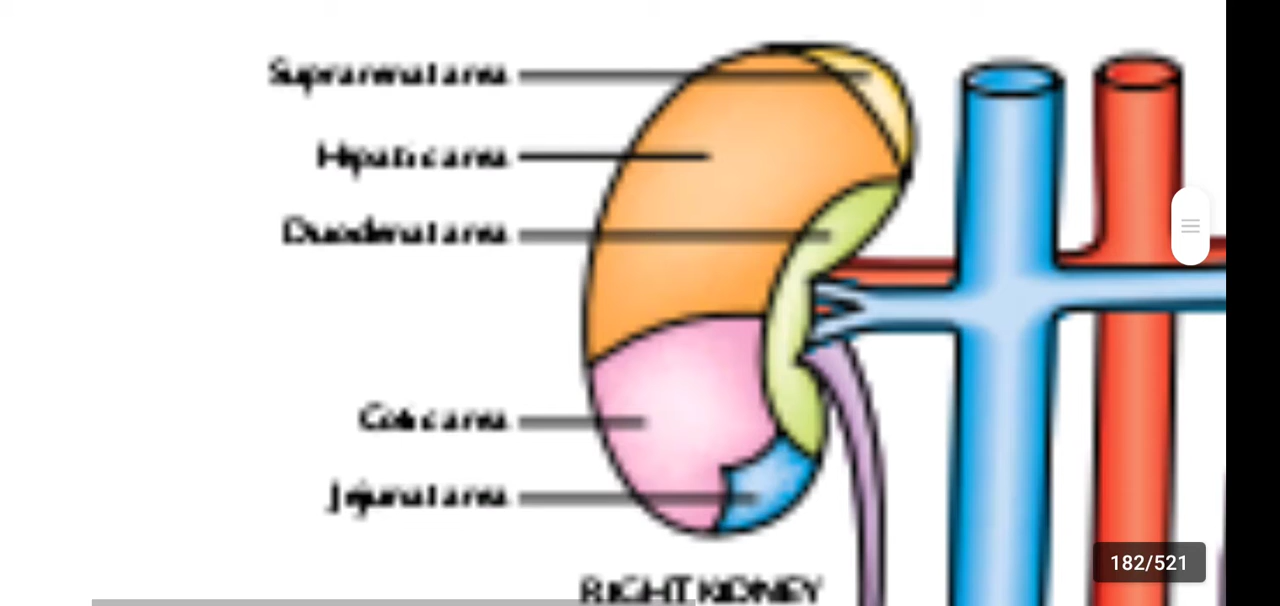 Suprarenal area
Hepatic area
Duodenal area
Colic area
Jejunal area
RIGHT KIDNEY
182/521